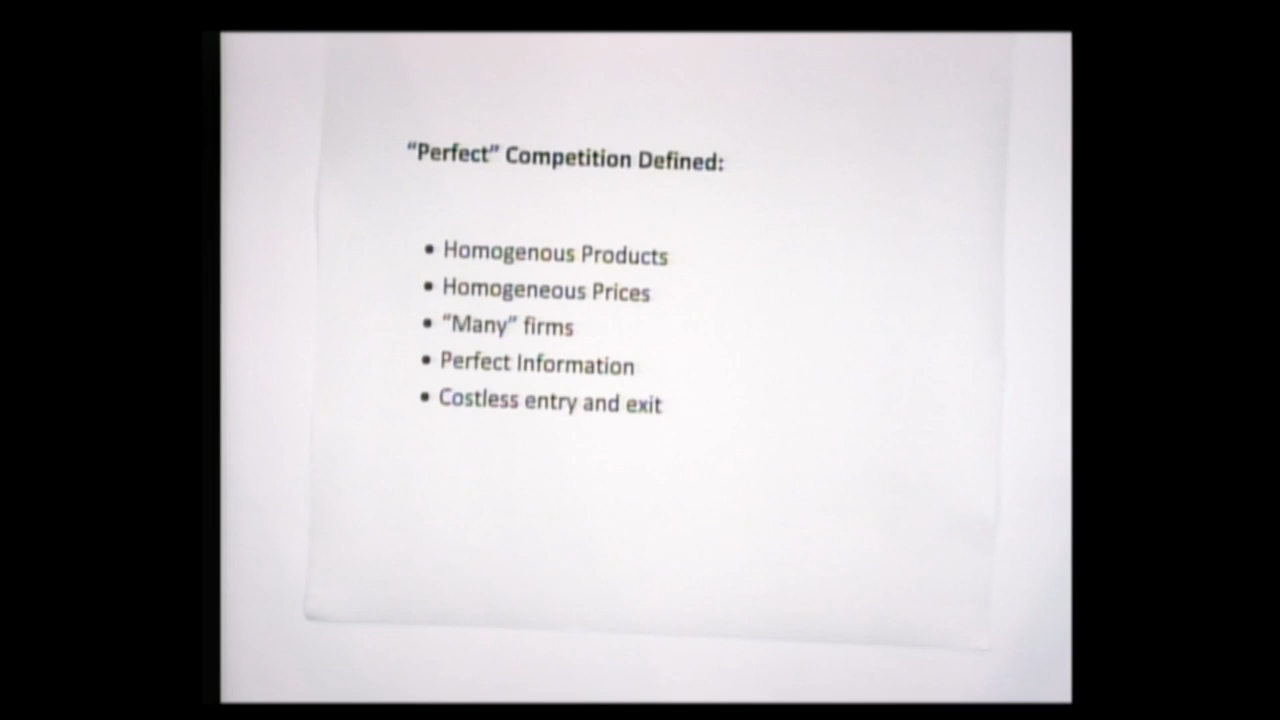 “Perfect” Competition Defined:
• Homogenous Products
• Homogeneous Prices
• “Many” firms
• Perfect Information
• Costless entry and exit